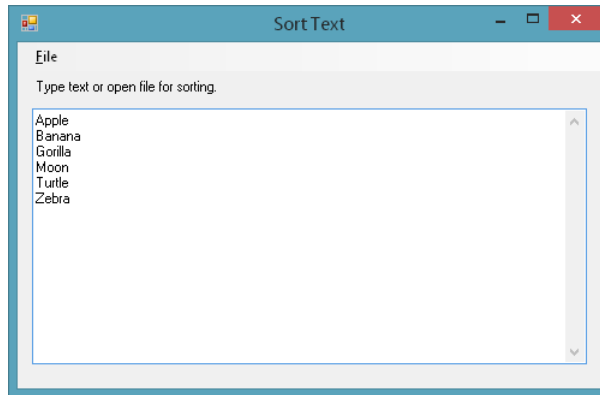 Sort Text
File
Type text or open file for sorting.
Apple
Banana
Gorilla
Moon
Turtle
Zebra